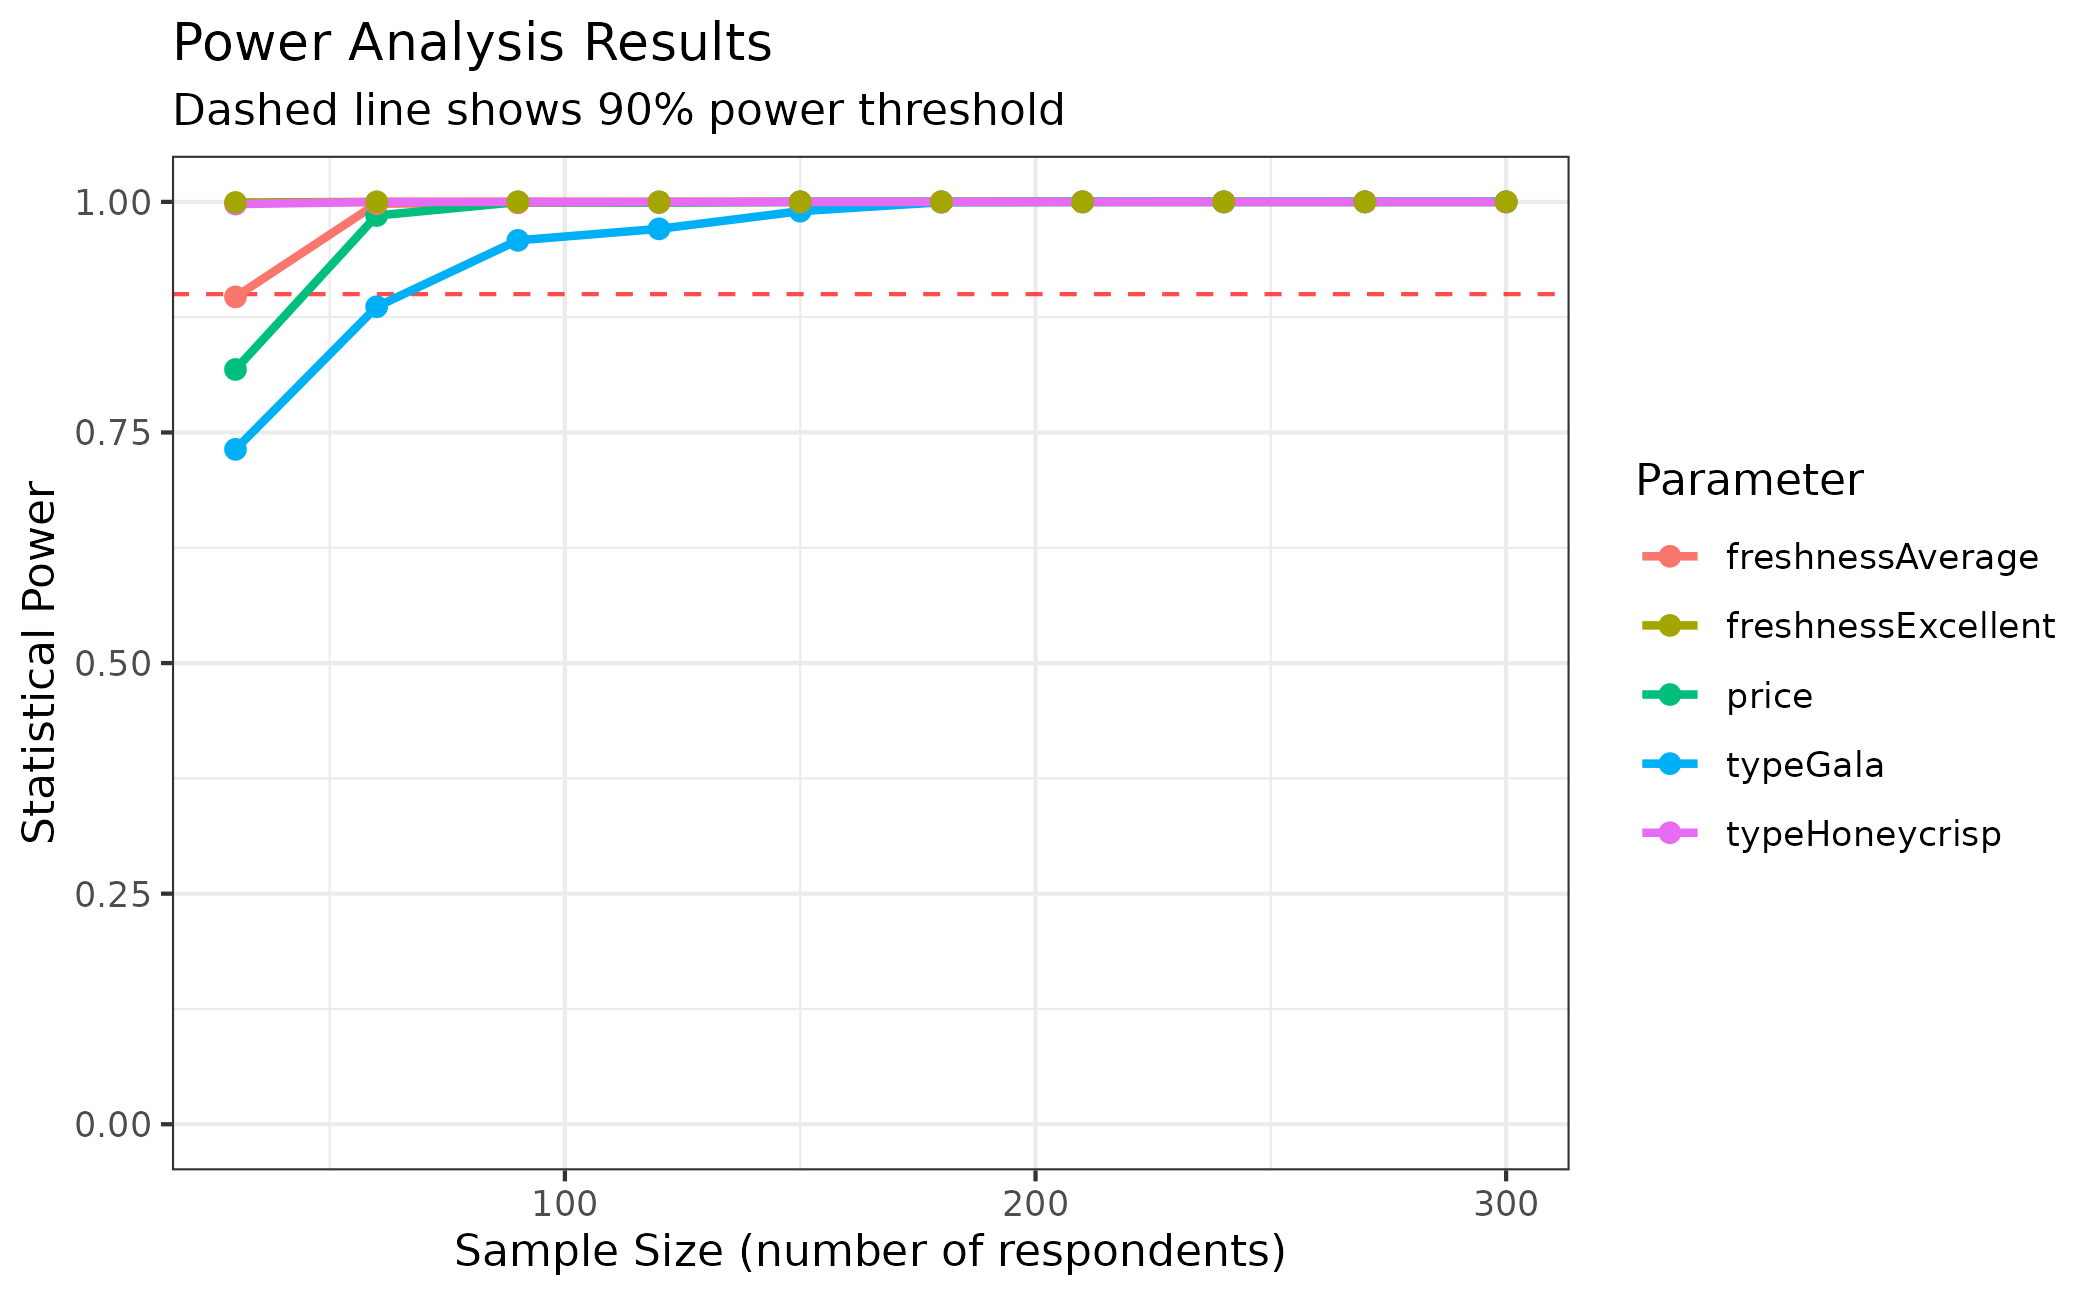 Power Analysis Results
Dashed line shows 90% power threshold
1.00
0.75
0.50
0.25
0.00
Statistical Power
100
200
300
Sample Size (number of respondents)
Parameter
freshnessAverage
freshnessExcellent
price
typeGala
typeHoneycrisp